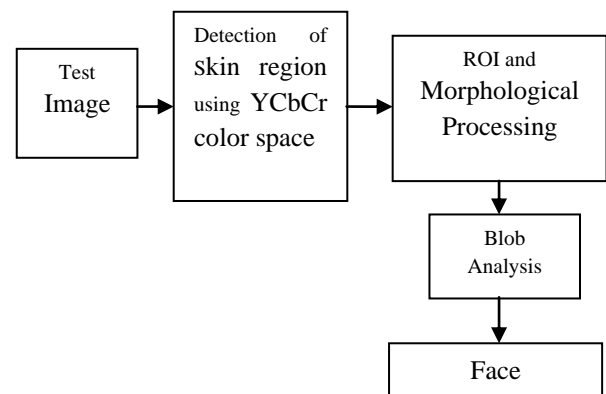 Test
Image
Detection of
Skin region
using YCbCr
color space
ROI and
Morphological
Processing
Blob
Analysis
Face